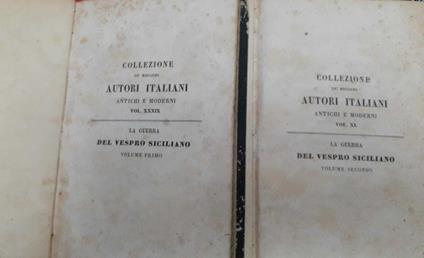 COLLEZIONE
DE' MIGLIORI
AUTORI ITALIANI
ANTICHI E MODERNI
VOL. XXXIX
LA GUERRA
DEL VESPRO SICILIANO
VOLUME PRIMO
COLLEZIONE
DE' MIGLIORI
AUTORI ITALIANI
ANTICHI E MODERNI
VOL. XL
LA GUERRA
DEL VESPRO SICILIANO
VOLUME SECONDO